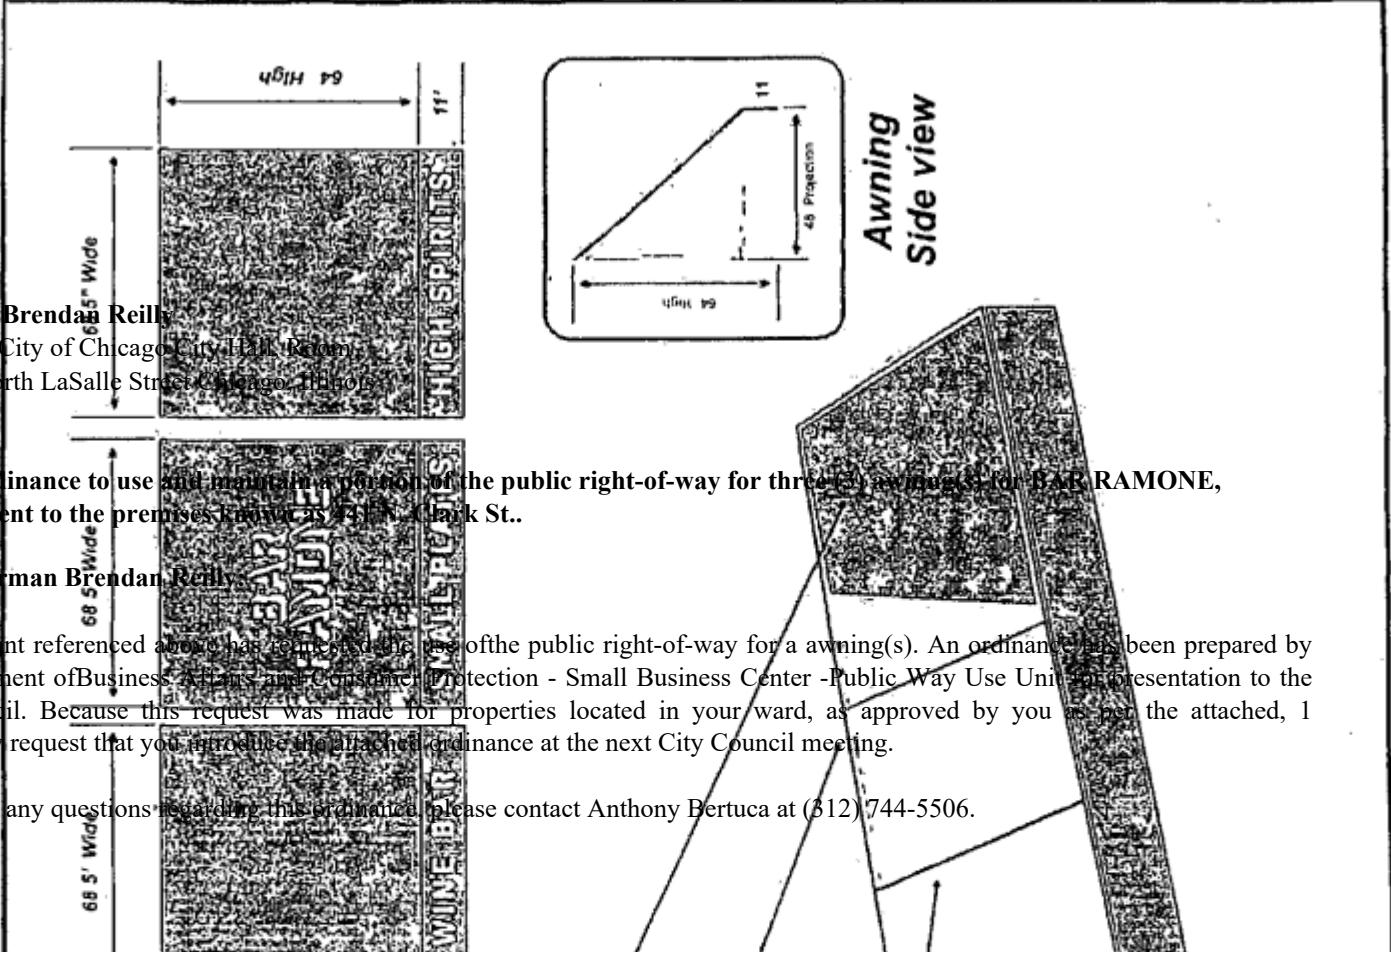 64 High
11'
11
48 Projection
64 High
Awning
Side view
68 5" Wide
HIGH SPIRITS
Brendan Reilly
City of Chicago City Hall, Room
rth LaSalle Street Chicago, Illinois
linance to use and maintain a portion of the public right-of-way for three (3) awning(s) for BAR RAMONE,
ent to the premises known as 441 N. Clark St..
68 5" Wide
BAR
RAMONE
SMALL PLATES
rman Brendan Reilly:
nt referenced above has requested the use ofthe public right-of-way for a awning(s). An ordinance has been prepared by
nent ofBusiness Affairs and Consumer Protection - Small Business Center -Public Way Use Unit for presentation to the
il. Because this request was made for properties located in your ward, as approved by you as per the attached, 1
request that you introduce the attached ordinance at the next City Council meeting.
any questions regarding this ordinance, please contact Anthony Bertuca at (312) 744-5506.
68 5' Wide
WINE BAR